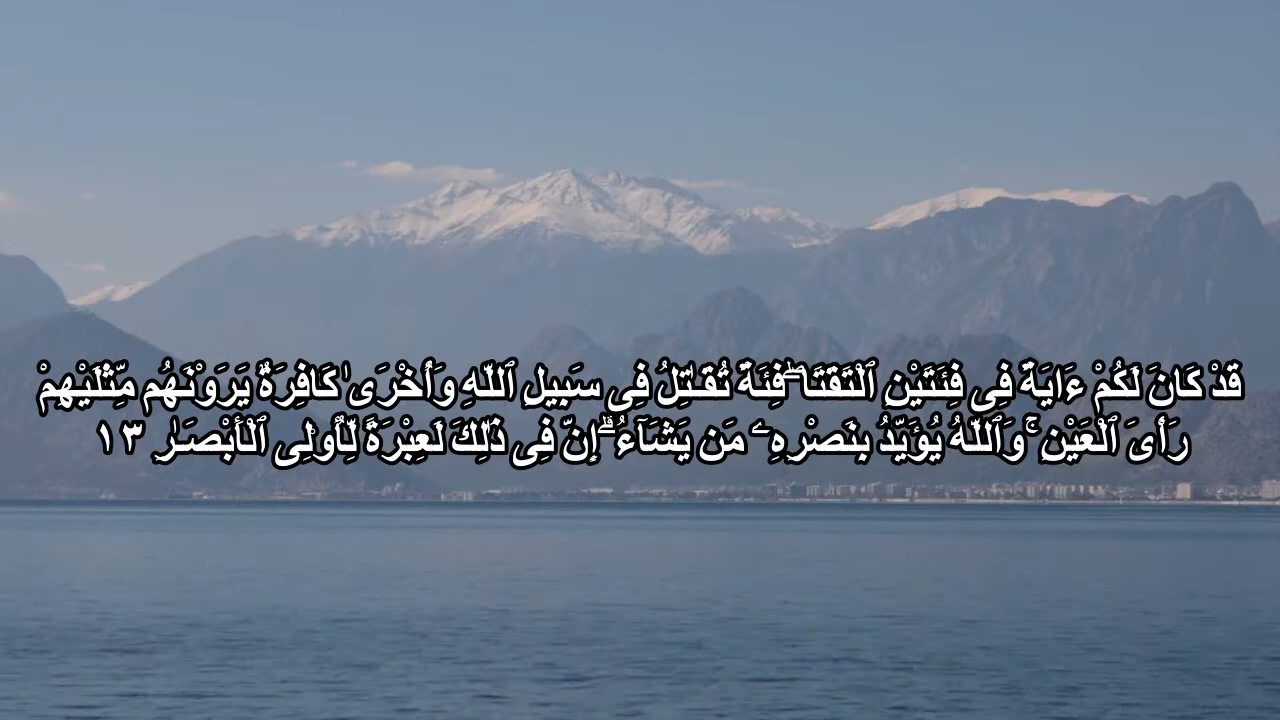 قَدْ كَانَ لَكُمْ ءَايَةٌ فِى فِئَتَيْنِ ٱلْتَقَتَا ۖ فِئَةٌ تُقَـٰتِلُ فِى سَبِيلِ ٱللَّهِ وَأُخْرَىٰ كَافِرَةٌ يَرَوْنَهُم مِّثْلَيْهِمْ
رَأْىَ ٱلْعَيْنِ ۚ وَٱللَّهُ يُؤَيِّدُ بِنَصْرِهِۦ مَن يَشَآءُ ۗ إِنَّ فِى ذَٰلِكَ لَعِبْرَةً لِّأُو۟لِى ٱلْأَبْصَـٰرِ ١٣